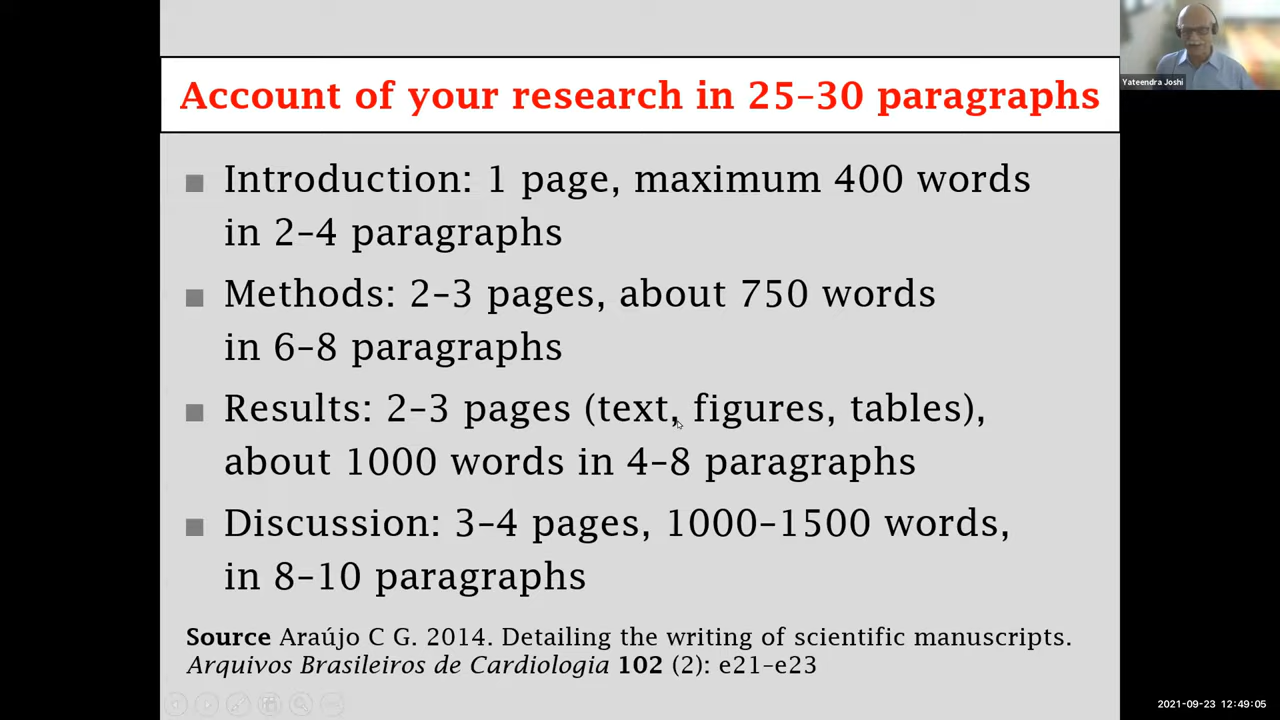 Account of your research in 25–30 paragraphs
Yateendra Joshi
Introduction: 1 page, maximum 400 words
in 2–4 paragraphs
Methods: 2–3 pages, about 750 words
in 6–8 paragraphs
Results: 2–3 pages (text, figures, tables),
about 1000 words in 4–8 paragraphs
Discussion: 3–4 pages, 1000–1500 words,
in 8–10 paragraphs
Source Araújo C G. 2014. Detailing the writing of scientific manuscripts.
Arquivos Brasileiros de Cardiologia 102 (2): e21–e23
2021-09-23 12:49:05